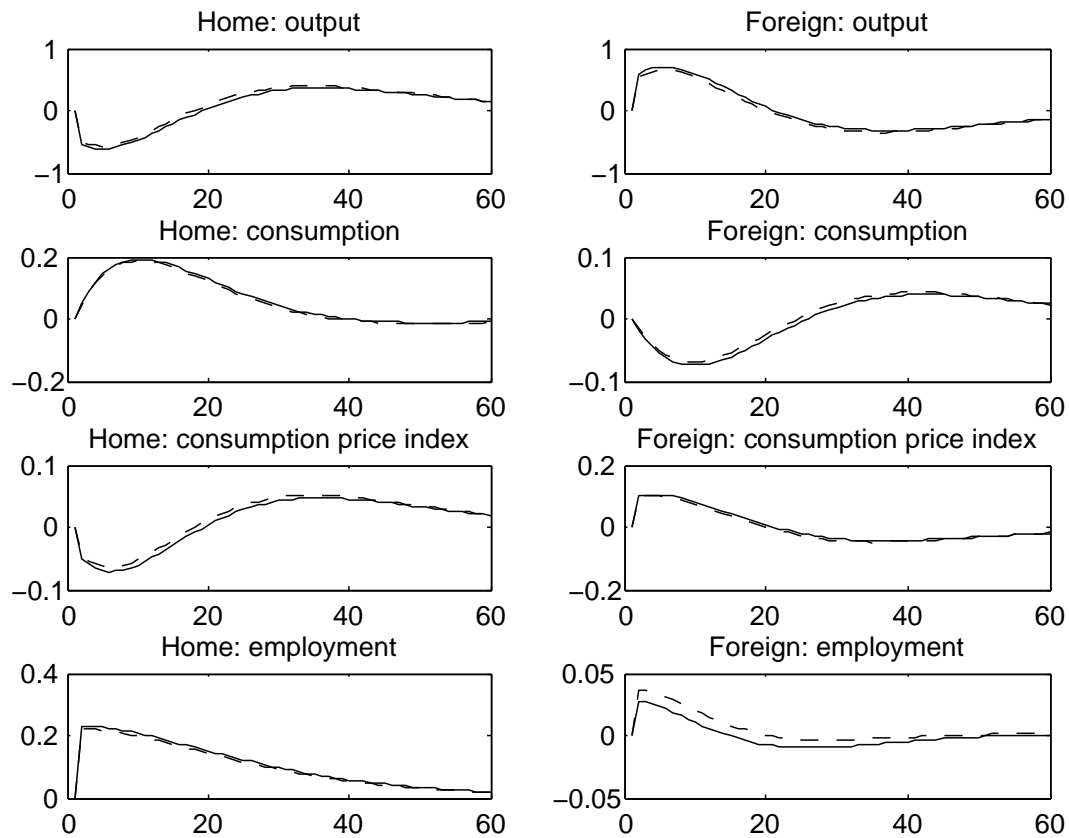 Home: output
1
0
−1
0 20 40 60
Foreign: output
1
0
−1
0 20 40 60
Home: consumption
0.2
0
−0.2
0 20 40 60
Foreign: consumption
0.1
0
−0.1
0 20 40 60
Home: consumption price index
0.1
0
−0.1
0 20 40 60
Foreign: consumption price index
0.2
0
−0.2
0 20 40 60
Home: employment
0.4
0.2
0
0 20 40 60
Foreign: employment
0.05
0
−0.05
0 20 40 60